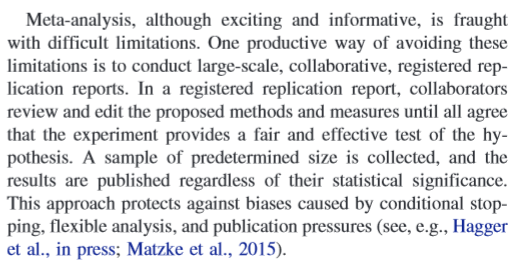 Meta-analysis, although exciting and informative, is fraught
with difficult limitations. One productive way of avoiding these
limitations is to conduct large-scale, collaborative, registered rep-
lication reports. In a registered replication report, collaborators
review and edit the proposed methods and measures until all agree
that the experiment provides a fair and effective test of the hy-
pothesis. A sample of predetermined size is collected, and the
results are published regardless of their statistical significance.
This approach protects against biases caused by conditional stop-
ping, flexible analysis, and publication pressures (see, e.g., Hagger
et al., in press; Matzke et al., 2015).